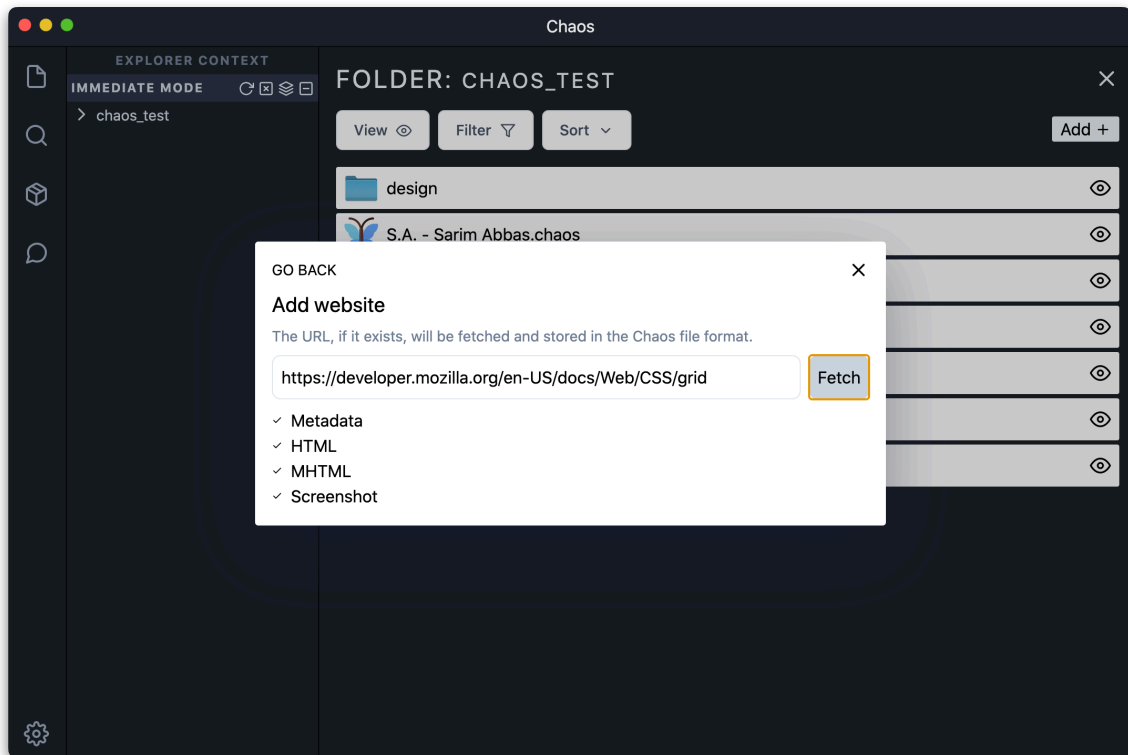 Chaos
EXPLORER CONTEXT
IMMEDIATE MODE
chaos_test
FOLDER: CHAOS_TEST
View
Filter
Sort
Add +
design
S.A. - Sarim Abbas.chaos
GO BACK
Add website
The URL, if it exists, will be fetched and stored in the Chaos file format.
https://developer.mozilla.org/en-US/docs/Web/CSS/grid
Fetch
Metadata
HTML
MHTML
Screenshot